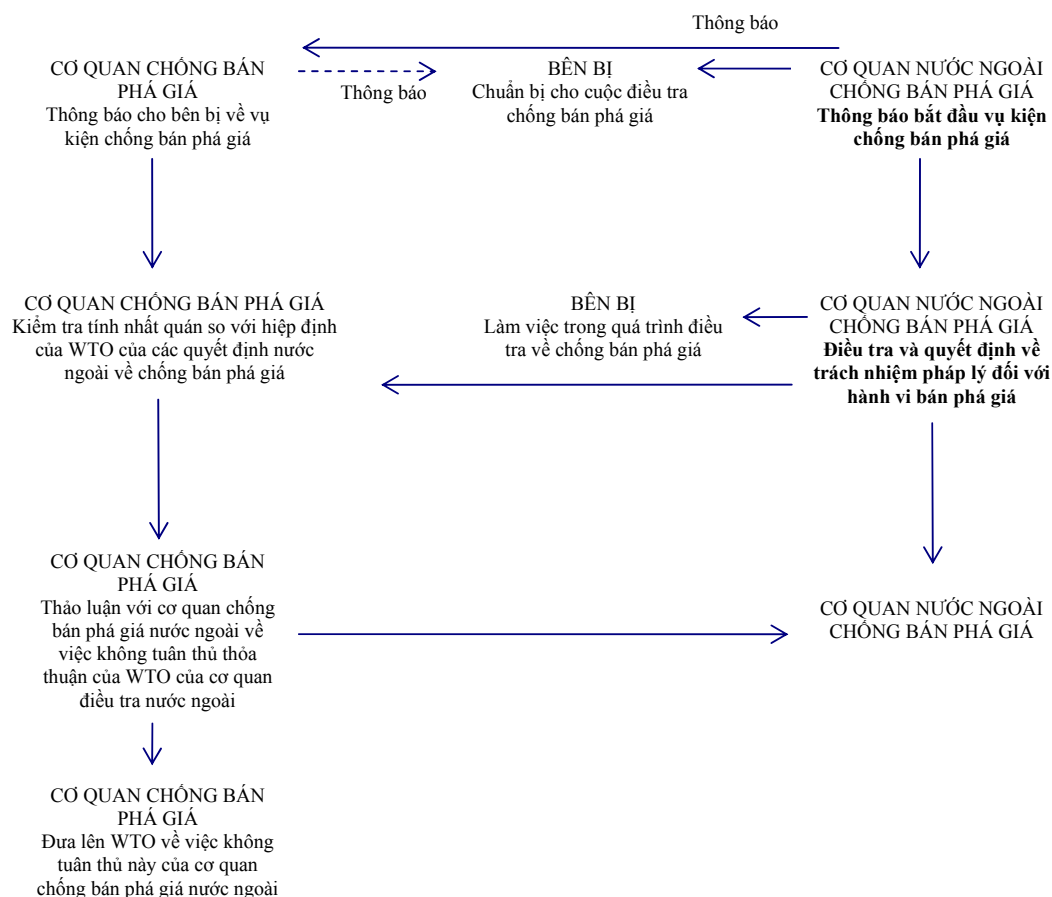 Thông báo
CƠ QUAN CHỐNG BÁN
PHÁ GIÁ
Thông báo cho bên bị về vụ
kiện chống bán phá giá
Thông báo
BÊN BỊ
Chuẩn bị cho cuộc điều tra
chống bán phá giá
CƠ QUAN NƯỚC NGOÀI
CHỐNG BÁN PHÁ GIÁ
Thông báo bắt đầu vụ kiện
chống bán phá giá
CƠ QUAN CHỐNG BÁN PHÁ GIÁ
Kiểm tra tính nhất quán so với hiệp định
của WTO của các quyết định nước
ngoài về chống bán phá giá
BÊN BỊ
Làm việc trong quá trình điều
tra về chống bán phá giá
CƠ QUAN NƯỚC NGOÀI
CHỐNG BÁN PHÁ GIÁ
Điều tra và quyết định về
trách nhiệm pháp lý đối với
hành vi bán phá giá
CƠ QUAN CHỐNG BÁN
PHÁ GIÁ
Thảo luận với cơ quan chống
bán phá giá nước ngoài về
việc không tuân thủ thỏa
thuận của WTO của cơ quan
điều tra nước ngoài
CƠ QUAN NƯỚC NGOÀI
CHỐNG BÁN PHÁ GIÁ
CƠ QUAN CHỐNG BÁN
PHÁ GIÁ
Đưa lên WTO về việc không
tuân thủ này của cơ quan
chống bán phá giá nước ngoài